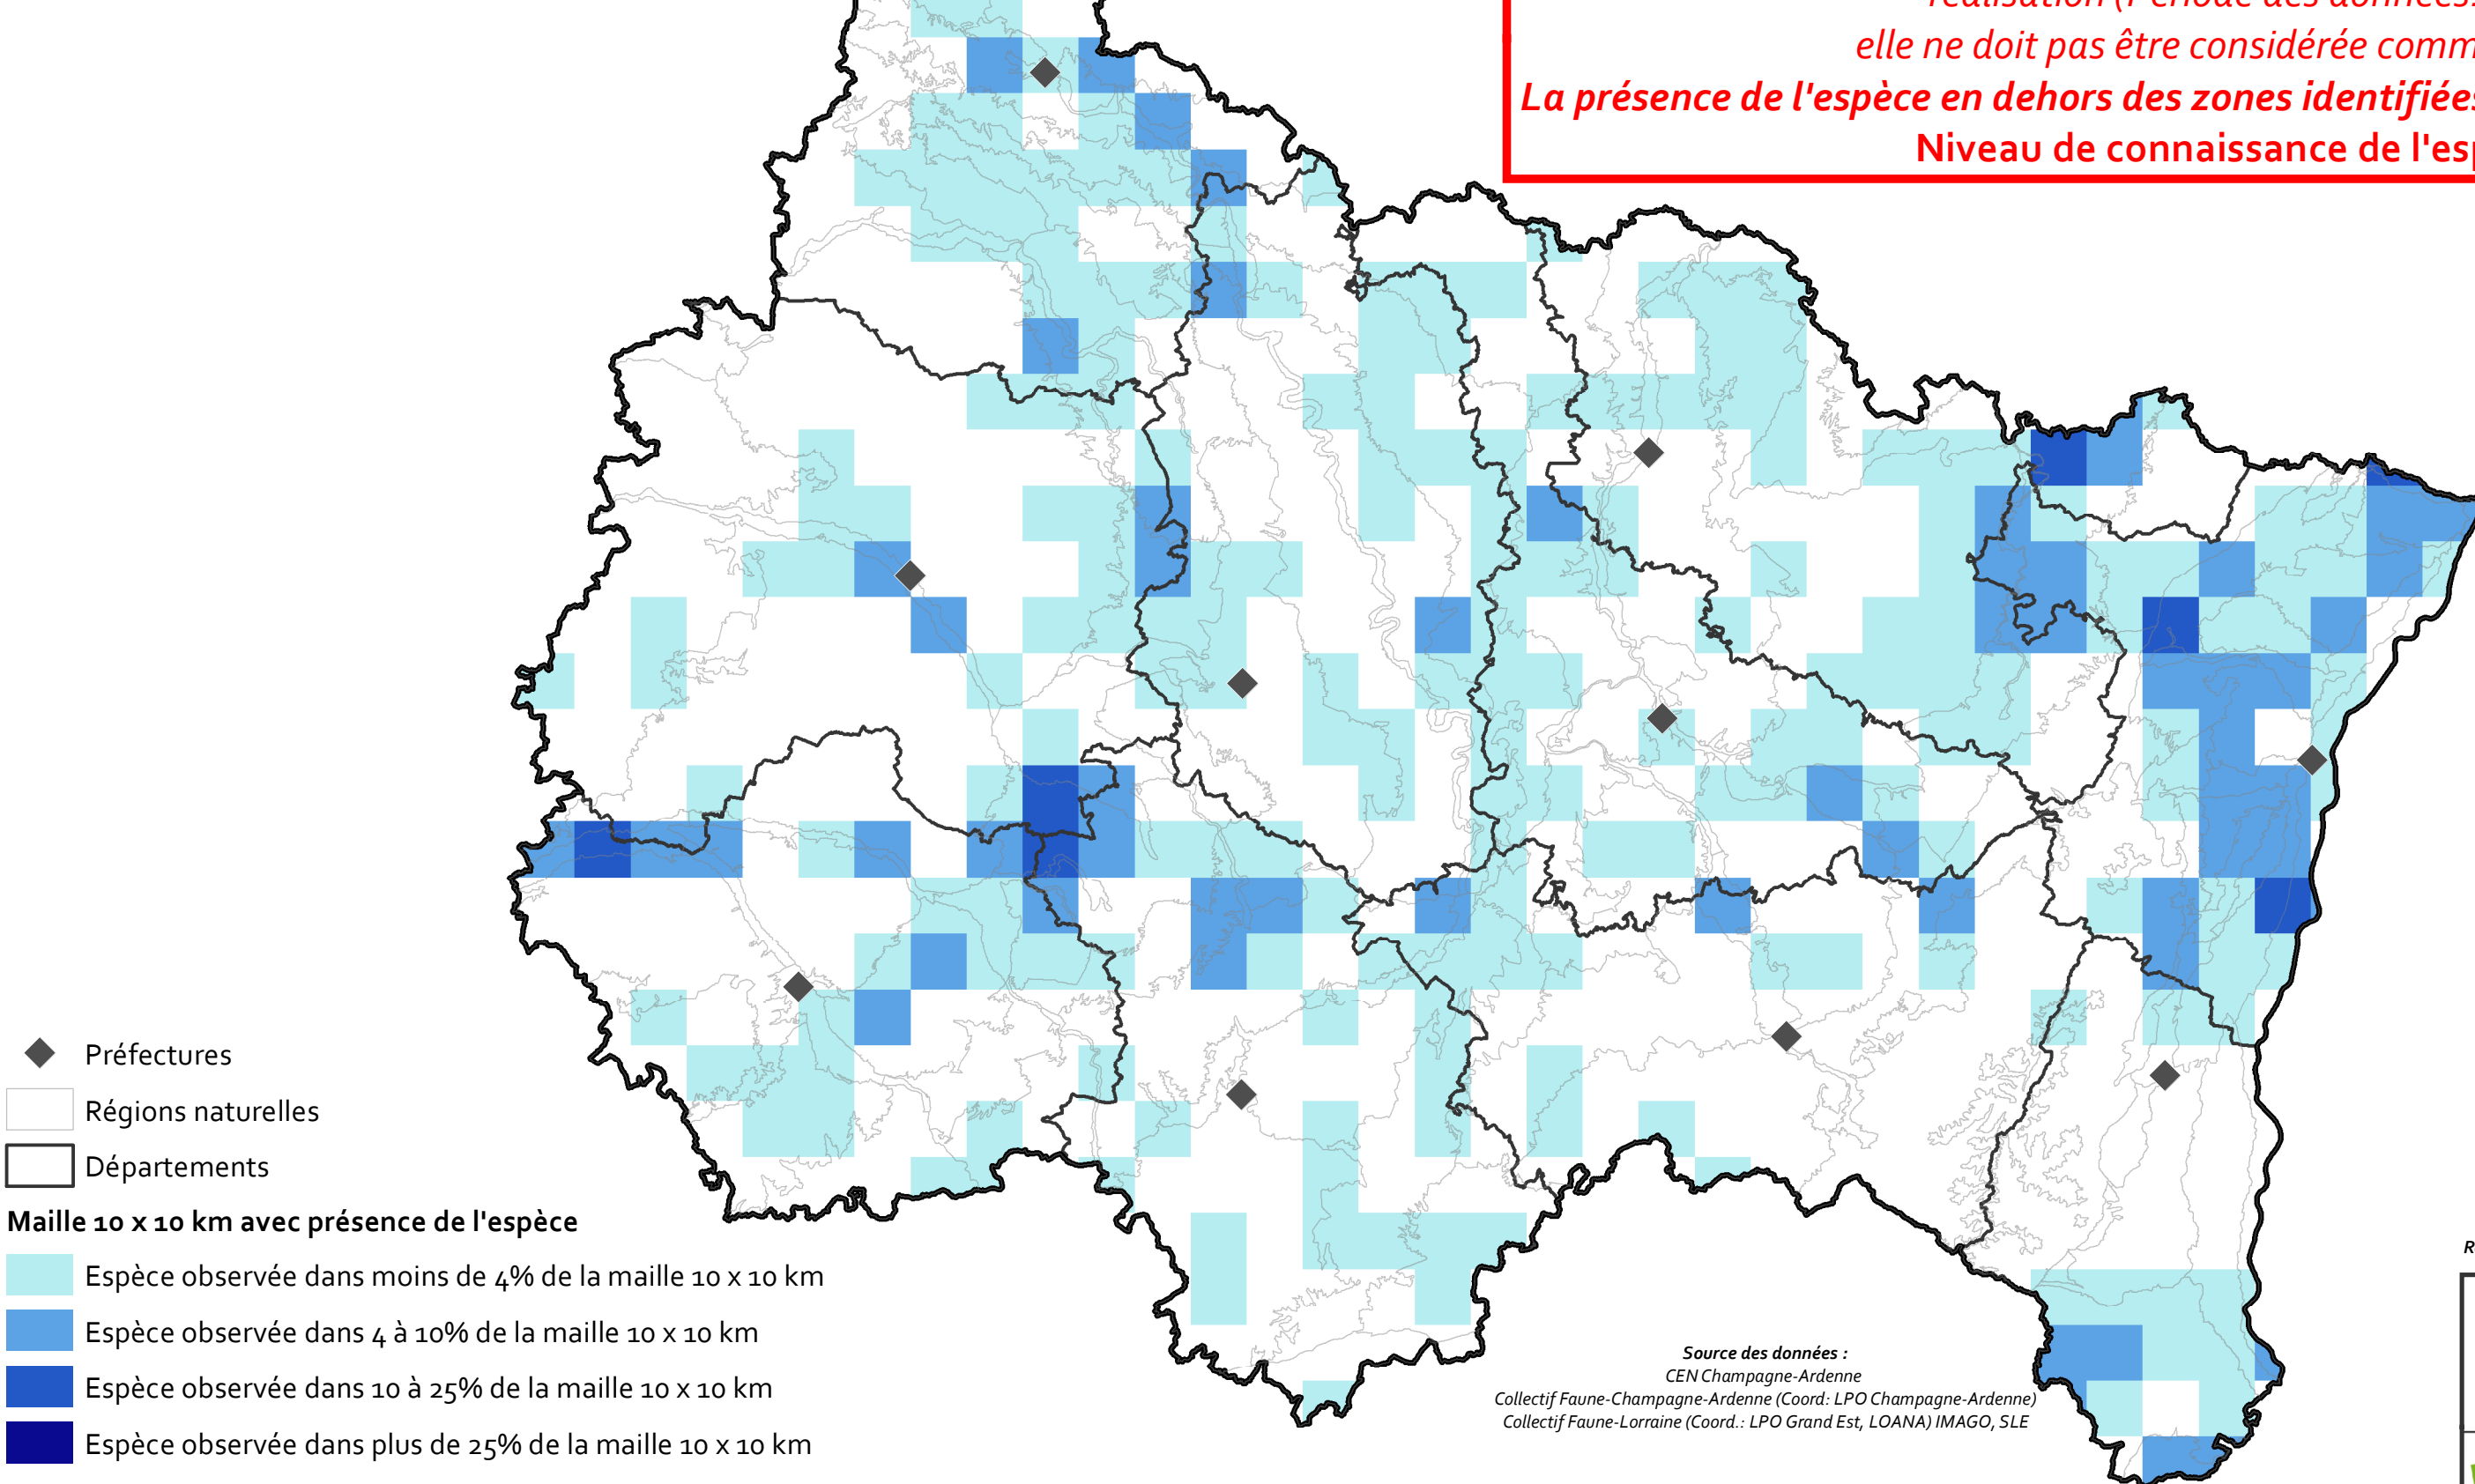 elle ne doit pas être considérée comm
La présence de l'espèce en dehors des zones identifiées
Niveau de connaissance de l'esp
Préfectures
Régions naturelles
Départements
Maille 10 x 10 km avec présence de l'espèce
Espèce observée dans moins de 4% de la maille 10 x 10 km
Espèce observée dans 4 à 10% de la maille 10 x 10 km
Espèce observée dans 10 à 25% de la maille 10 x 10 km
Espèce observée dans plus de 25% de la maille 10 x 10 km
Source des données :
CEN Champagne-Ardenne
Collectif Faune-Champagne-Ardenne (Coord: LPO Champagne-Ardenne)
Collectif Faune-Lorraine (Coord.: LPO Grand Est, LOANA) IMAGO, SLE